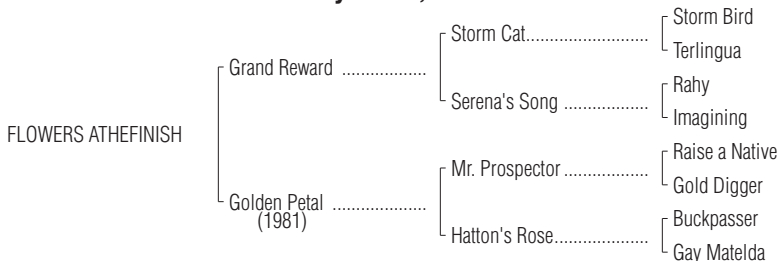 Storm Bird
Storm Cat..........................
Terlingua
Grand Reward ..................
Rahy
Serena's Song ..................
Imagining
FLOWERS ATHEFINISH
Raise a Native
Mr. Prospector ..................
Gold Digger
Golden Petal ....................
(1981)
Buckpasser
Hatton's Rose....................
Gay Matelda